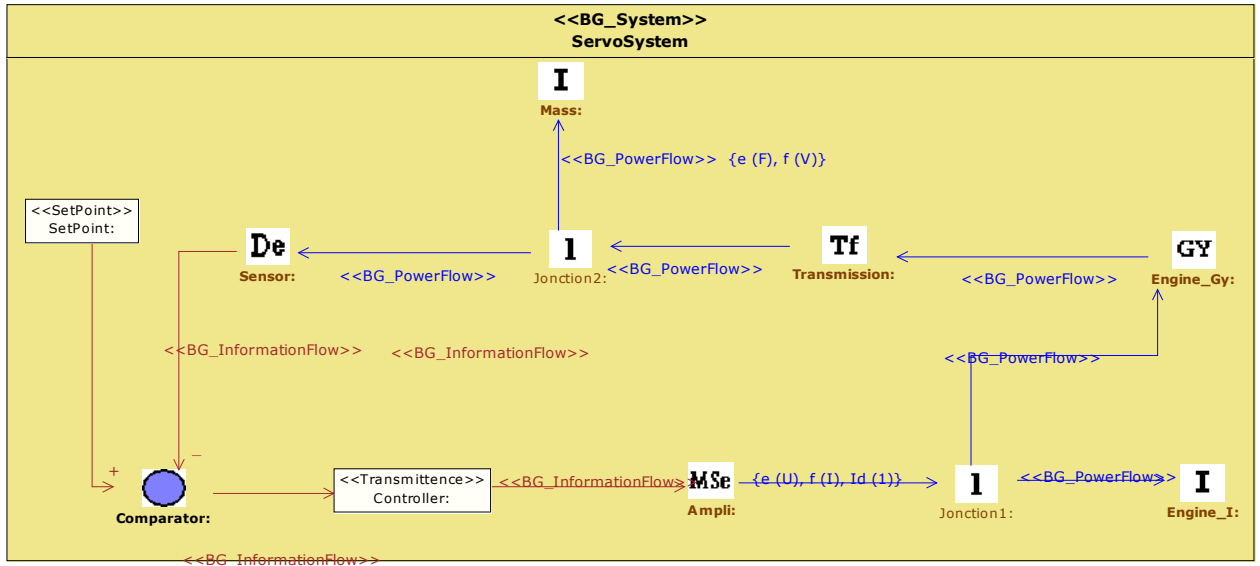 <<BG_System>>
ServoSystem
I
Mass:
<<BG_PowerFlow>> {e (F), f (V)}
<<SetPoint>>
SetPoint:
De
Sensor:
<<BG_PowerFlow>>
1
Jonction2:
<<BG_PowerFlow>>
Tf
Transmission:
<<BG_PowerFlow>>
GY
Engine_Gy:
<<BG_InformationFlow>>
<<BG_InformationFlow>>
<<BG_PowerFlow>>
+
_
Comparator:
<<Transmittence>>
Controller:
<<BG_InformationFlow>>
MSe
Ampli:
{e (U), f (I), Id (1)}
1
Jonction1:
<<BG_PowerFlow>>
I
Engine_I:
<<BG_InformationFlow>>